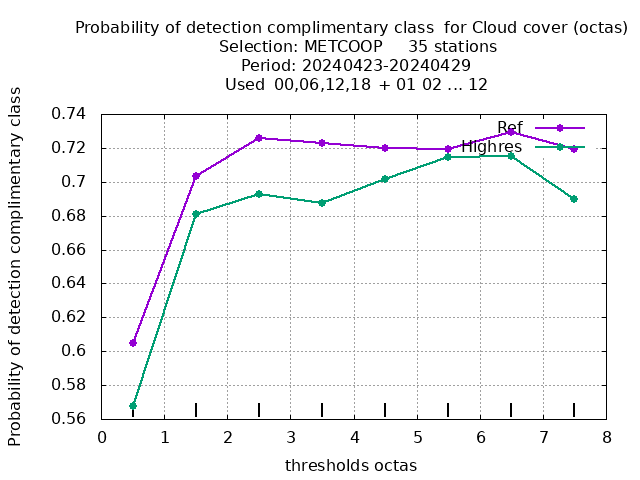 Probability of detection complimentary class  for Cloud cover (octas)
Selection: METCOOP     35 stations
Period: 20240423-20240429
Used  00,06,12,18 + 01 02 ... 12
Probability of detection complimentary class
0.74
0.72
0.7
0.68
0.66
0.64
0.62
0.6
0.58
0.56
Ref
Highres
0 1 2 3 4 5 6 7 8
thresholds octas